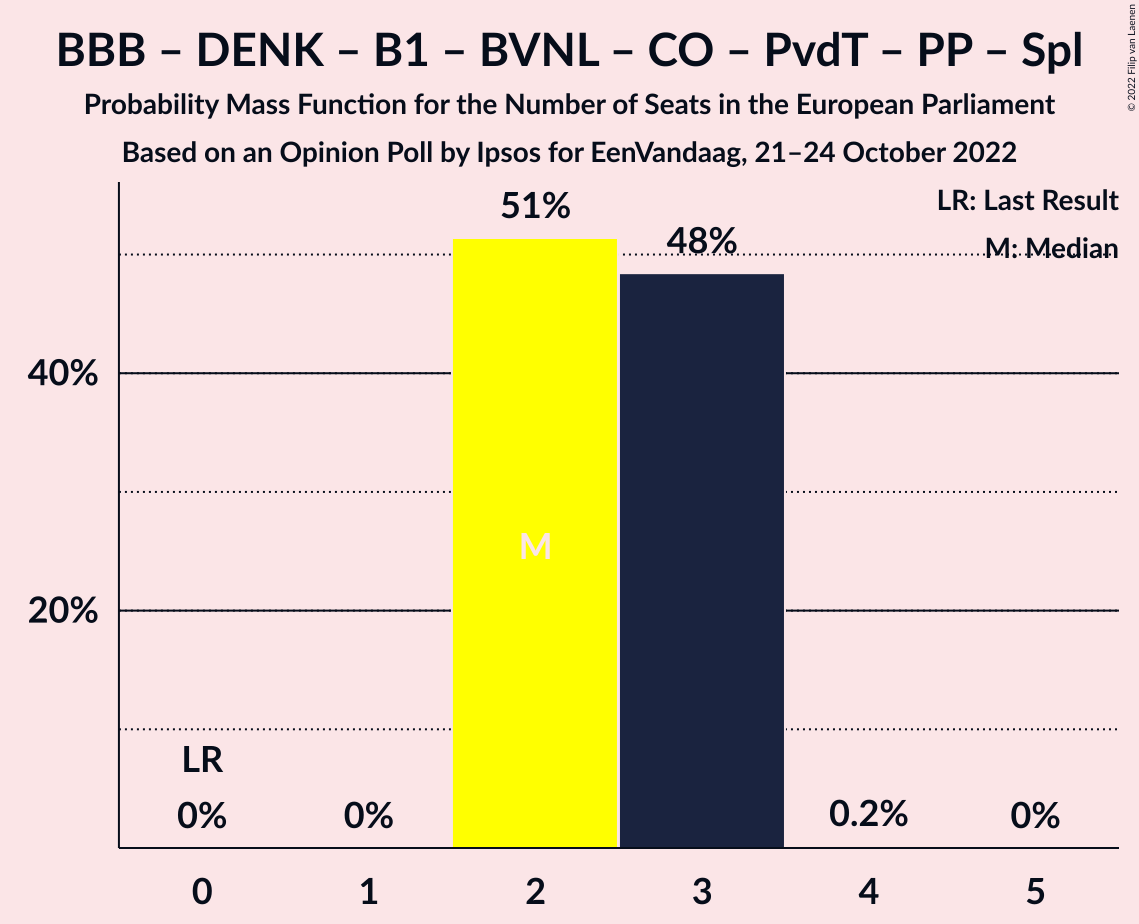 BBB – DENK – B1 – BVNL – CO – PvdT – PP – Spl
Probability Mass Function for the Number of Seats in the European Parliament
Based on an Opinion Poll by Ipsos for EenVandaag, 21–24 October 2022
© 2022 Filip van Laenen
LR: Last Result
M: Median
51%
48%
40%
M
20%
LR
0%
0%
0.2%
0%
0
1
2
3
4
5